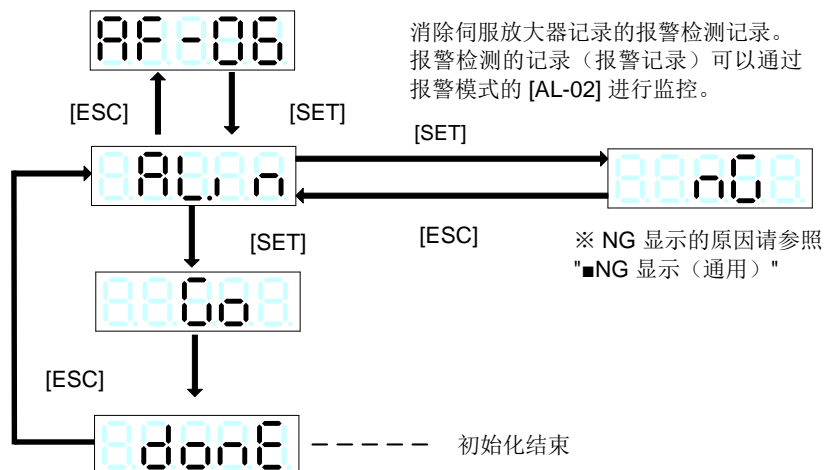 AF-06
消除伺服放大器记录的报警检测记录。
报警检测的记录（报警记录）可以通过
报警模式的 [AL-02] 进行监控。
[ESC]
[SET]
[SET]
AL. n
nG
[SET]
[ESC]
※ NG 显示的原因请参照
"■NG 显示（通用）"
Go
[ESC]
donE
初始化结束